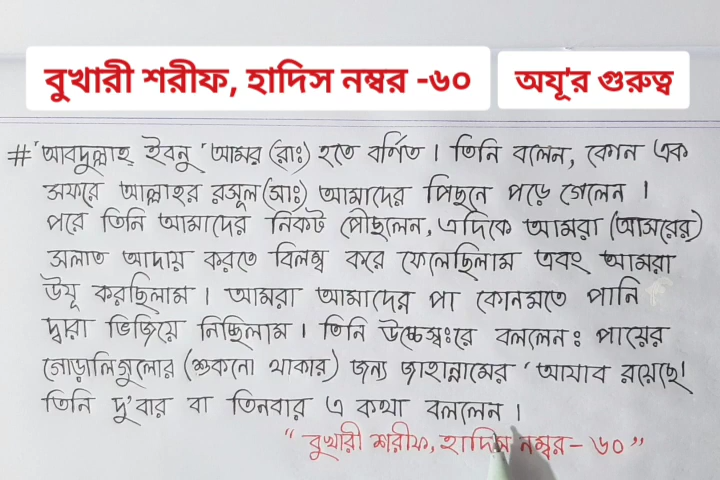 বুখারী শরীফ, হাদিস নম্বর -৬০
অযূ'র গুরুত্ব
# 'আবদুল্লাহ ইবনু 'আমর (রাঃ) হতে বর্ণিত। তিনি বলেন, কোন এক
সফরে আল্লাহর রসূল (সাঃ) আমাদের পিছনে পড়ে গেলেন।
পরে তিনি আমাদের নিকট পৌছলেন, এদিকে আমরা (আসরের)
সলাত আদায় করতে বিলম্ব করে ফেলেছিলাম এবং আমরা
উযূ করছিলাম। আমরা আমাদের পা কোনমতে পানি
দ্বারা ভিজিয়ে নিচ্ছিলাম। তিনি উচ্চৈস্বঃরে বললেনঃ পায়ের
গোড়ালিগুলোর (শুকনো থাকার) জন্য জাহান্নামের 'আযাব রয়েছে।
তিনি দু'বার বা তিনবার এ কথা বললেন।
"বুখারী শরীফ, হাদিস নম্বর- ৬০"